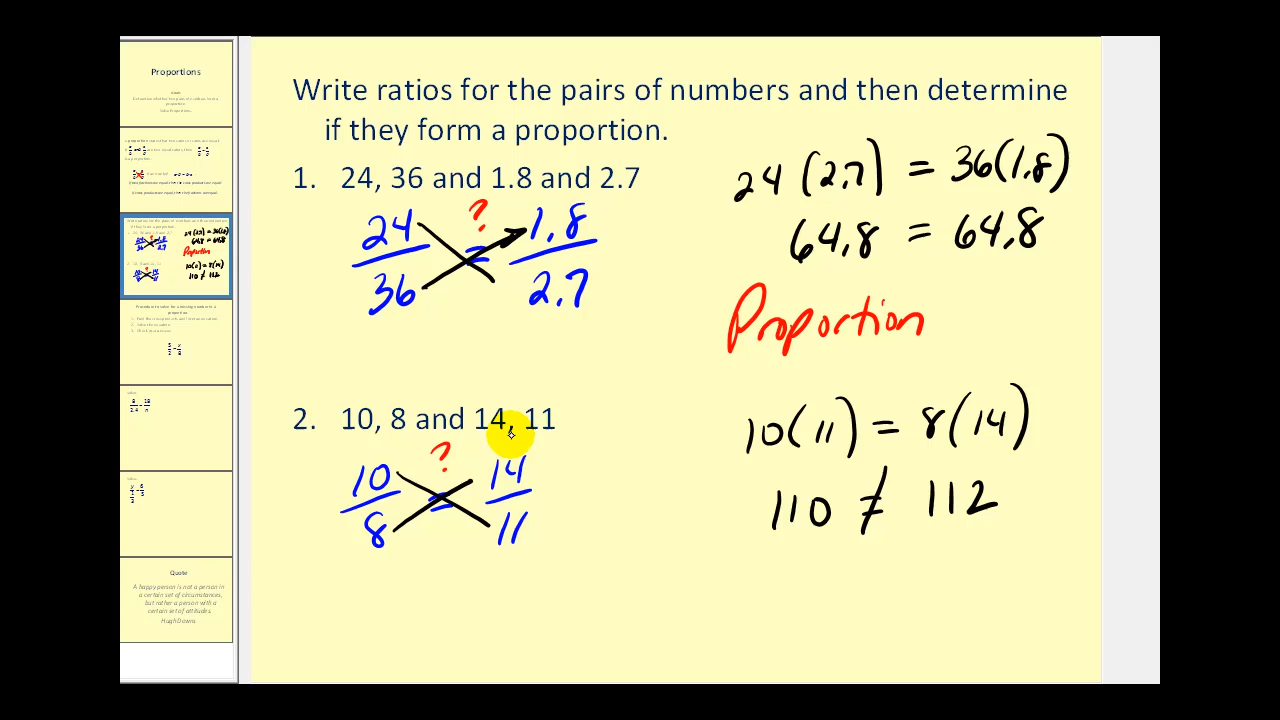 Proportions
Write ratios for the pairs of numbers and then determine
if they form a proportion.
1. 24, 36 and 1.8 and 2.7
24/36 ?= 1.8/2.7
24(2.7) = 36(1.8)
64.8 = 64.8
Proportion
2. 10, 8 and 14, 11
10/8 ?= 14/11
10(11) = 8(14)
110 ≠ 112
Quote
A happy person is not a person in
a certain set of circumstances,
but rather a person with a
certain set of attitudes.
Hugh Downs